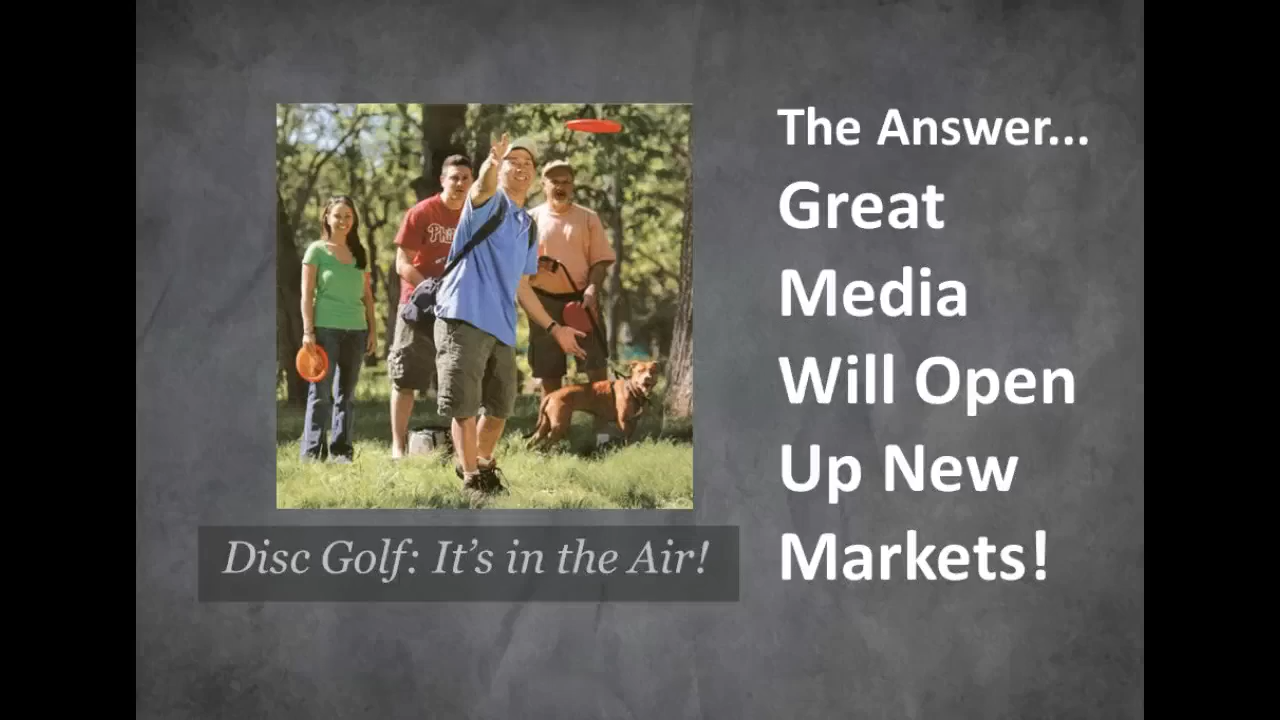 The Answer...
Great
Media
Will Open
Up New
Markets!
Disc Golf: It's in the Air!